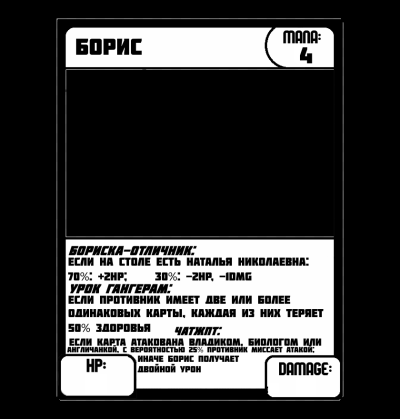 БОРИС
МАНА:
4
БОРИСКА-ОТЛИЧНИК:
ЕСЛИ НА СТОЛЕ ЕСТЬ НАТАЛЬЯ НИКОЛАЕВНА:
70%: +2HP; 30%: -2HP, -1DMG
УРОК ГАНГЕРАМ:
ЕСЛИ ПРОТИВНИК ИМЕЕТ ДВЕ ИЛИ БОЛЕЕ
ОДИНАКОВЫХ КАРТЫ, КАЖДАЯ ИЗ НИХ ТЕРЯЕТ
50% ЗДОРОВЬЯ
ЧАТЖПТ:
ЕСЛИ КАРТА АТАКОВАНА ВЛАДИКОМ, БИОЛОГОМ ИЛИ
АНГЛИЧАНКОЙ, С ВЕРОЯТНОСТЬЮ 25% ПРОТИВНИК МИССАЕТ АТАКОЙ;
ИНАЧЕ БОРИС ПОЛУЧАЕТ
ДВОЙНОЙ УРОН
HP:
DAMAGE: